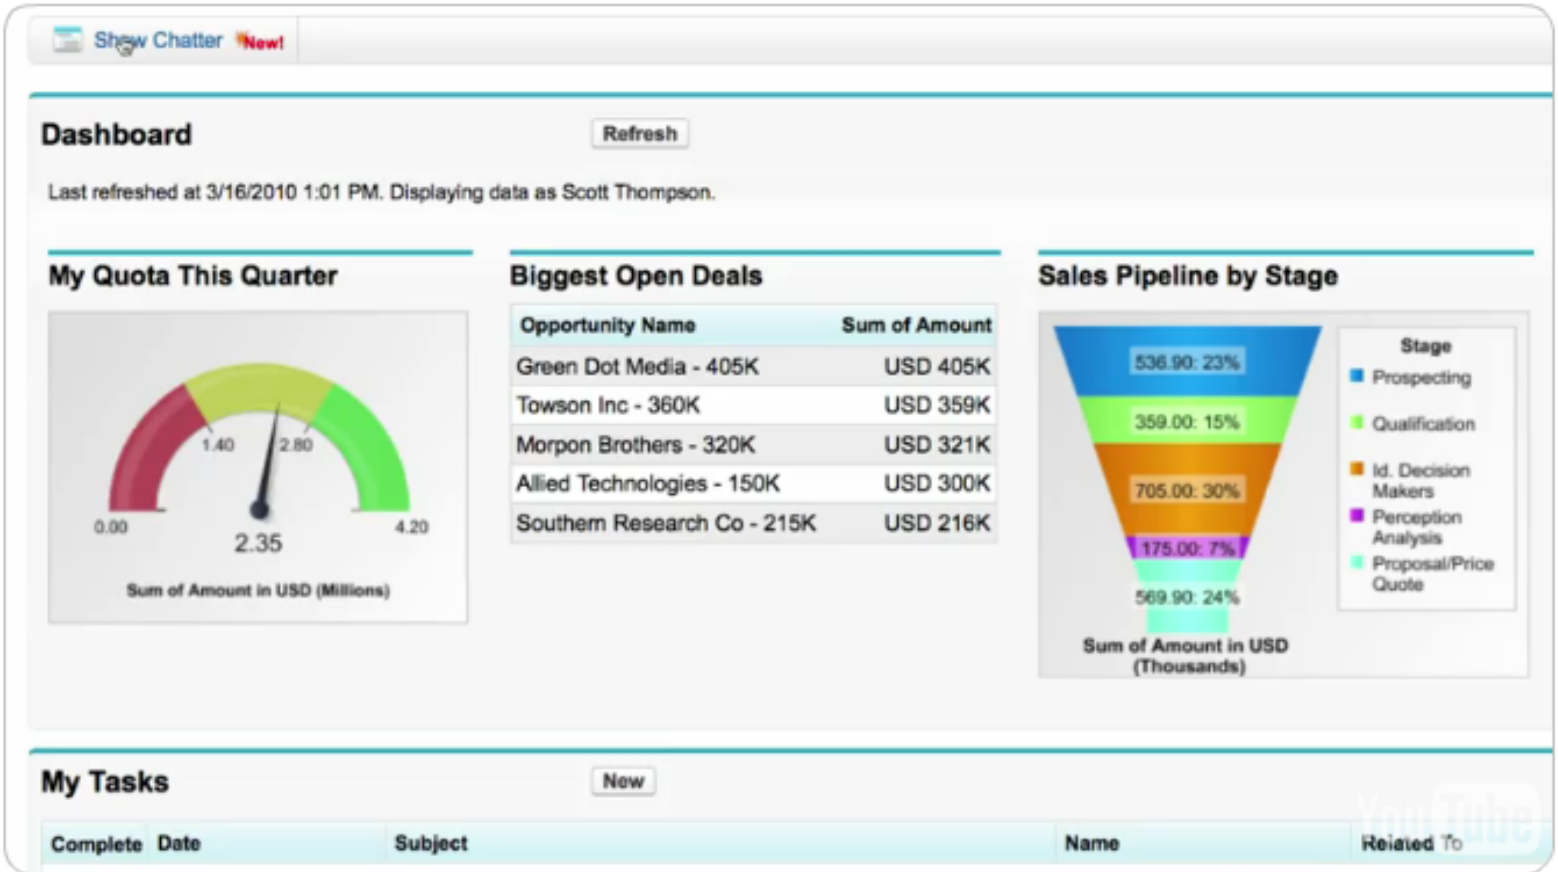 Show Chatter New!
Dashboard
Refresh
Last refreshed at 3/16/2010 1:01 PM. Displaying data as Scott Thompson.
My Quota This Quarter
1.40
2.80
0.00
4.20
2.35
Sum of Amount in USD (Millions)
Biggest Open Deals
Opportunity Name Sum of Amount
Green Dot Media - 405K USD 405K
Towson Inc - 360K USD 359K
Morpon Brothers - 320K USD 321K
Allied Technologies - 150K USD 300K
Southern Research Co - 215K USD 216K
Sales Pipeline by Stage
536.90: 23%
359.00: 15%
705.00: 30%
175.00: 7%
569.90: 24%
Sum of Amount in USD
(Thousands)
Stage
Prospecting
Qualification
Id. Decision
Makers
Perception
Analysis
Proposal/Price
Quote
My Tasks
New
Complete Date Subject Name Related To
YouTube